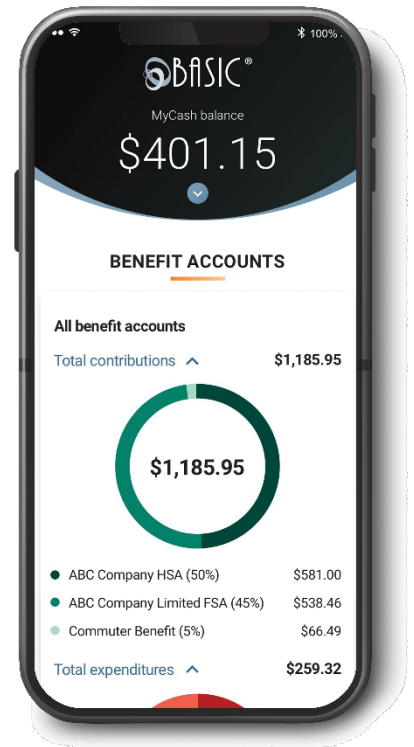 100%
BASIC®
MyCash balance
$401.15
BENEFIT ACCOUNTS
All benefit accounts
Total contributions $1,185.95
$1,185.95
ABC Company HSA (50%) $581.00
ABC Company Limited FSA (45%) $538.46
Commuter Benefit (5%) $66.49
Total expenditures $259.32